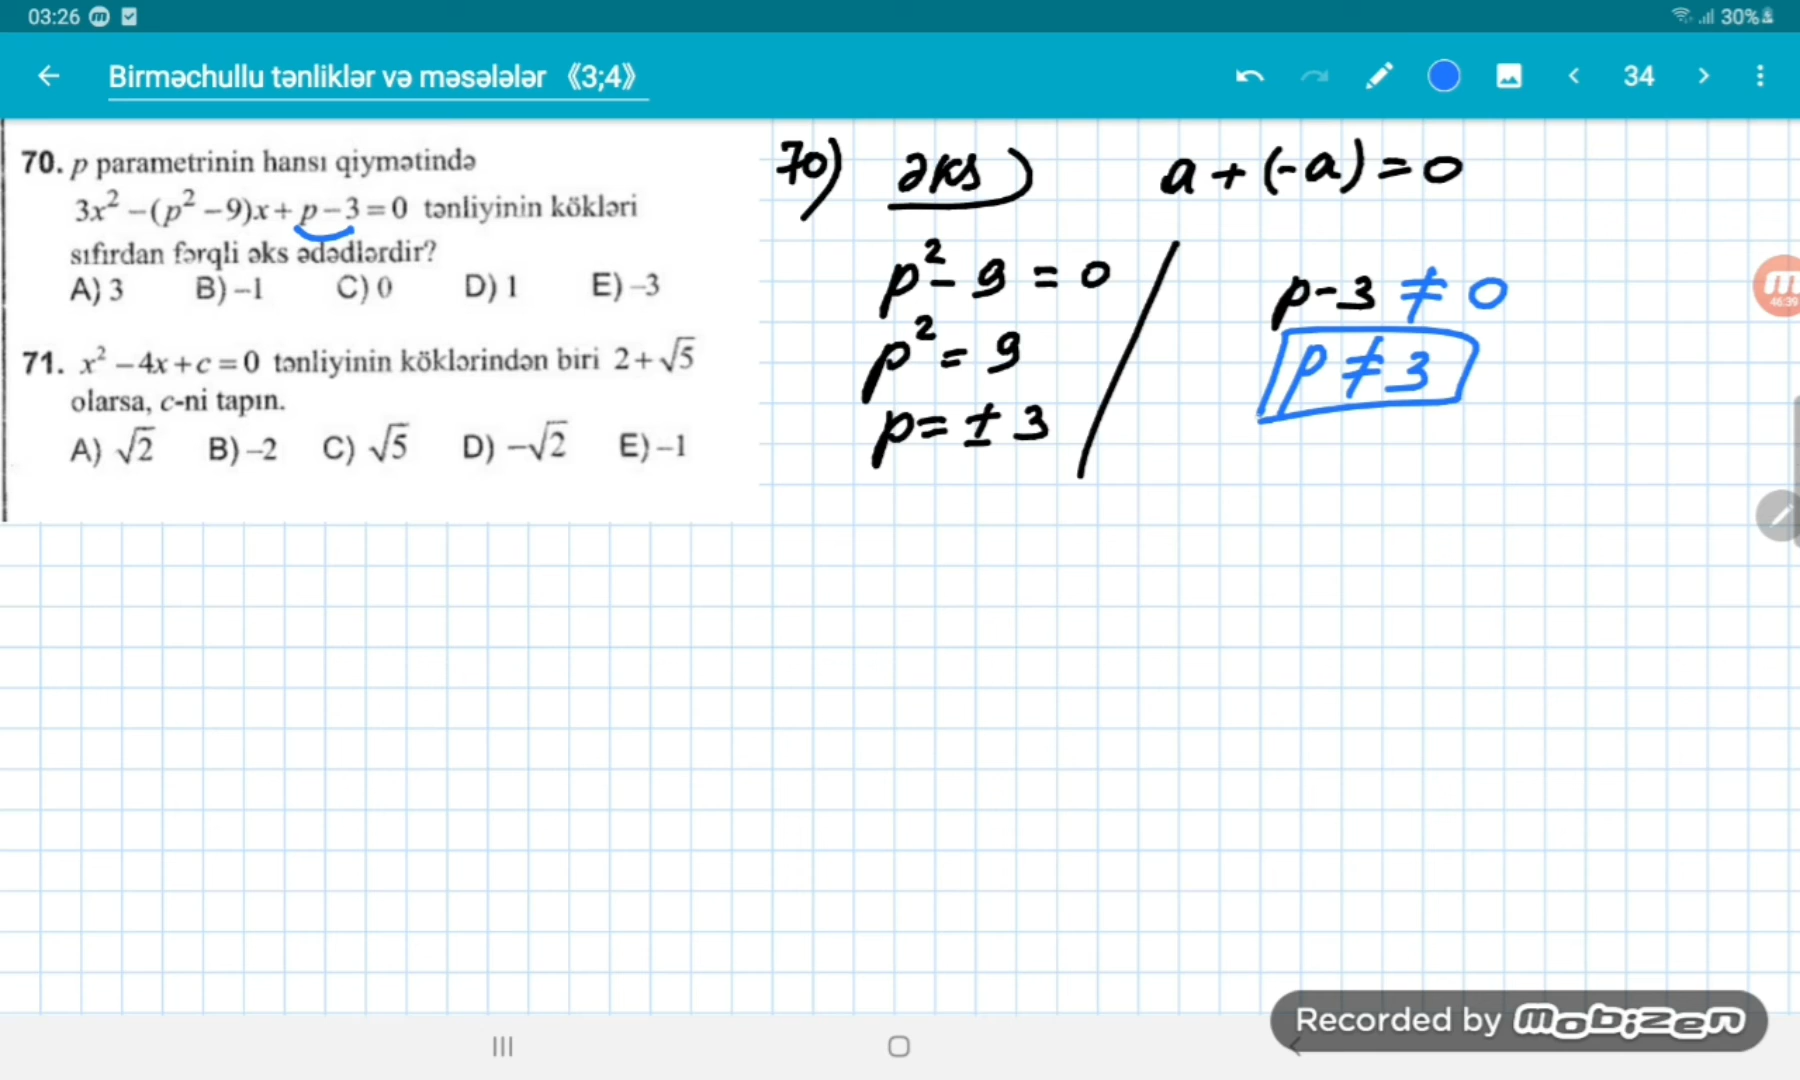 03:26 30%
Birməchullu tənliklər və məsələlər 《3;4》 34
70. p parametrinin hansı qiymətində
3x² – (p² – 9)x + p – 3 = 0 tənliyinin kökləri
sıfırdan fərqli əks ədədlərdir?
A) 3 B) –1 C) 0 D) 1 E) –3
71. x² – 4x + c = 0 tənliyinin köklərindən biri 2 + √5
olarsa, c-ni tapın.
A) √2 B) –2 C) √5 D) –√2 E) –1
70) əks) a + (-a) = 0
p² - 9 = 0
p² = 9
p = ± 3
p - 3 ≠ 0
p ≠ 3
46:39
Recorded by mobizen